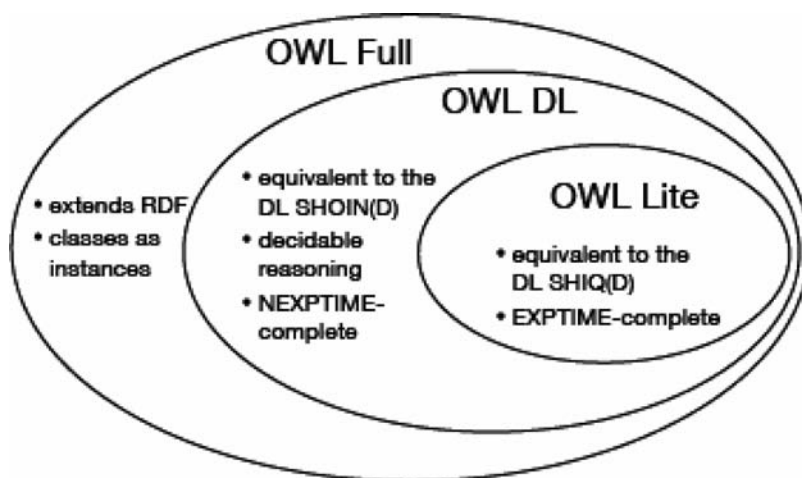 OWL Full
OWL DL
OWL Lite
• extends RDF
• classes as
instances
• equivalent to the
DL SHOIN(D)
• decidable
reasoning
• NEXPTIME-
complete
• equivalent to the
DL SHIQ(D)
• EXPTIME-complete